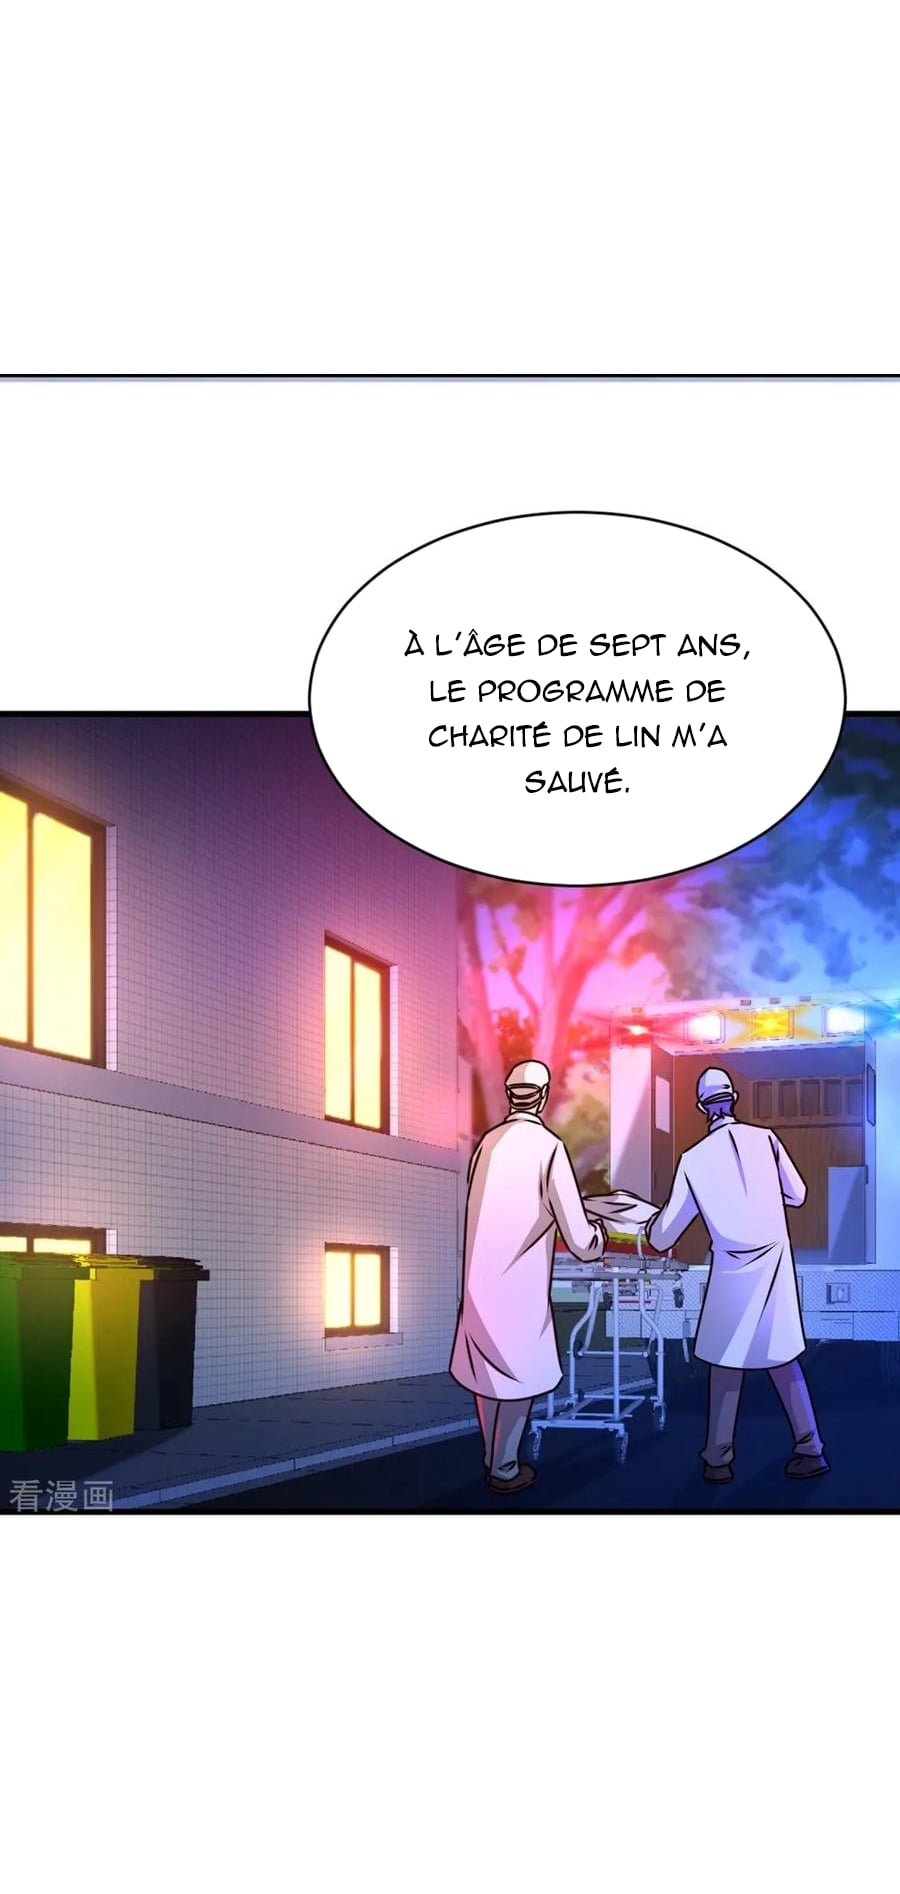 À L'ÂGE DE SEPT ANS,
LE PROGRAMME DE
CHARITÉ DE LIN M'A
SAUVÉ.
看漫画